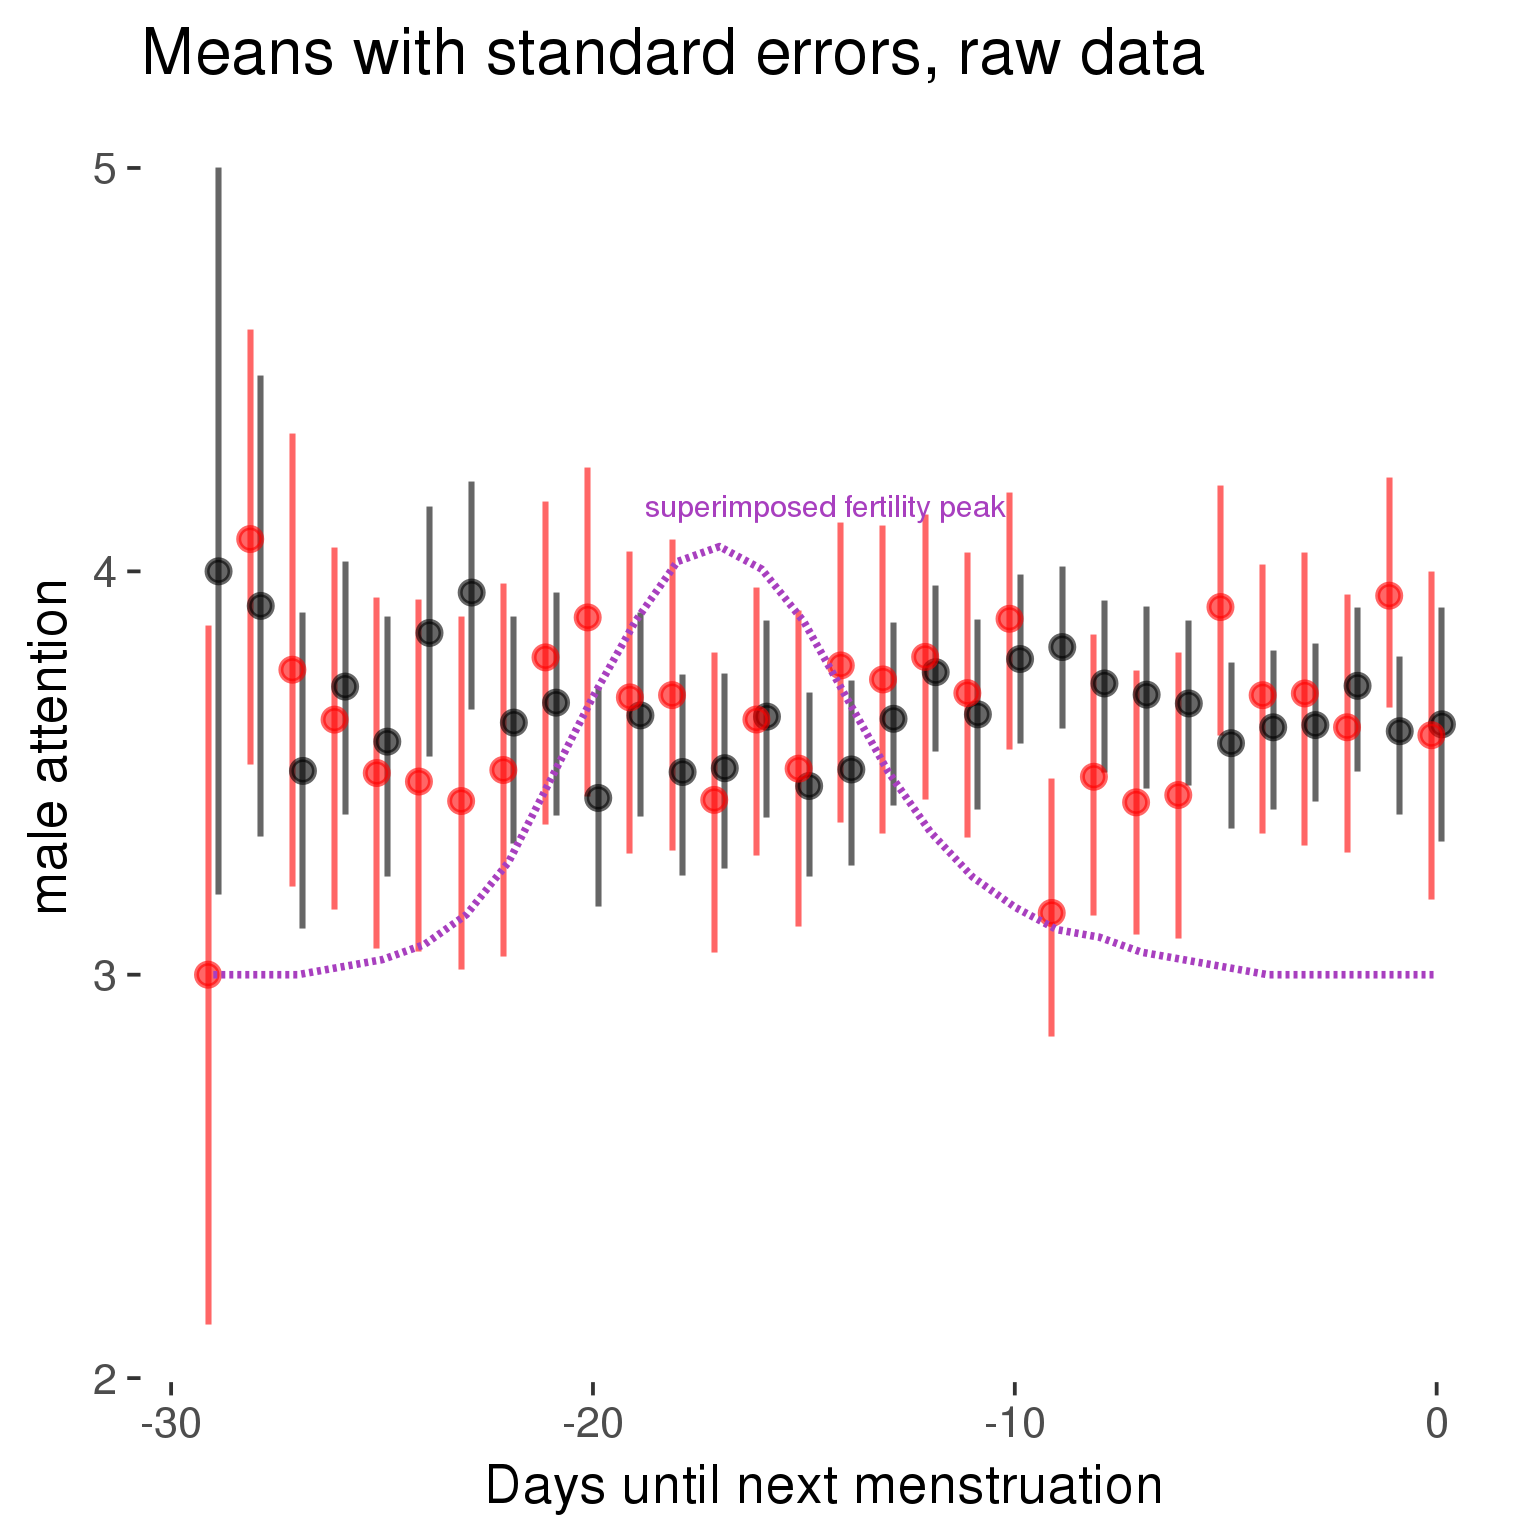 Means with standard errors, raw data
5
4
3
2
male attention
superimposed fertility peak
-30
-20
-10
0
Days until next menstruation